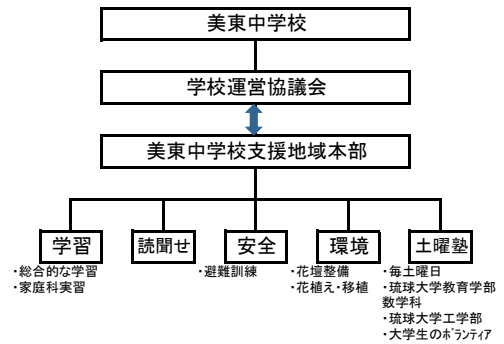 美東中学校
学校運営協議会
美東中学校支援地域本部
学習
読聞せ
安全
環境
土曜塾
・総合的な学習
・家庭科実習
・避難訓練
・花壇整備
・花植え・移植
・毎土曜日
・琉球大学教育学部
数学科
・琉球大学工学部
・大学生のﾎﾞﾗﾝﾃｨｱ